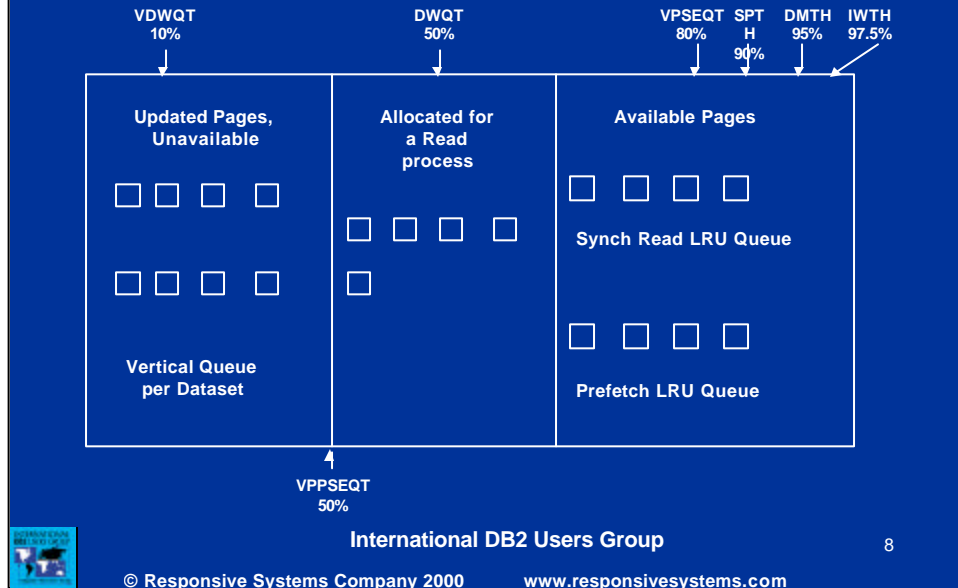 VDWQT
10%
DWQT
50%
VPSEQT
80%
SPT
H
90%
DMTH
95%
IWTH
97.5%
Updated Pages,
Unavailable
Vertical Queue
per Dataset
Allocated for
a Read
process
Available Pages
Synch Read LRU Queue
Prefetch LRU Queue
VPPSEQT
50%
International DB2 Users Group
8
© Responsive Systems Company 2000 www.responsivesystems.com